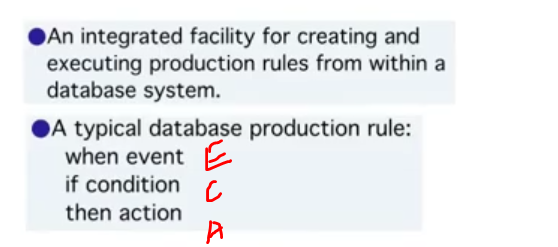 ●An integrated facility for creating and
executing production rules from within a
database system.
●A typical database production rule:
when event E
if condition C
then action A